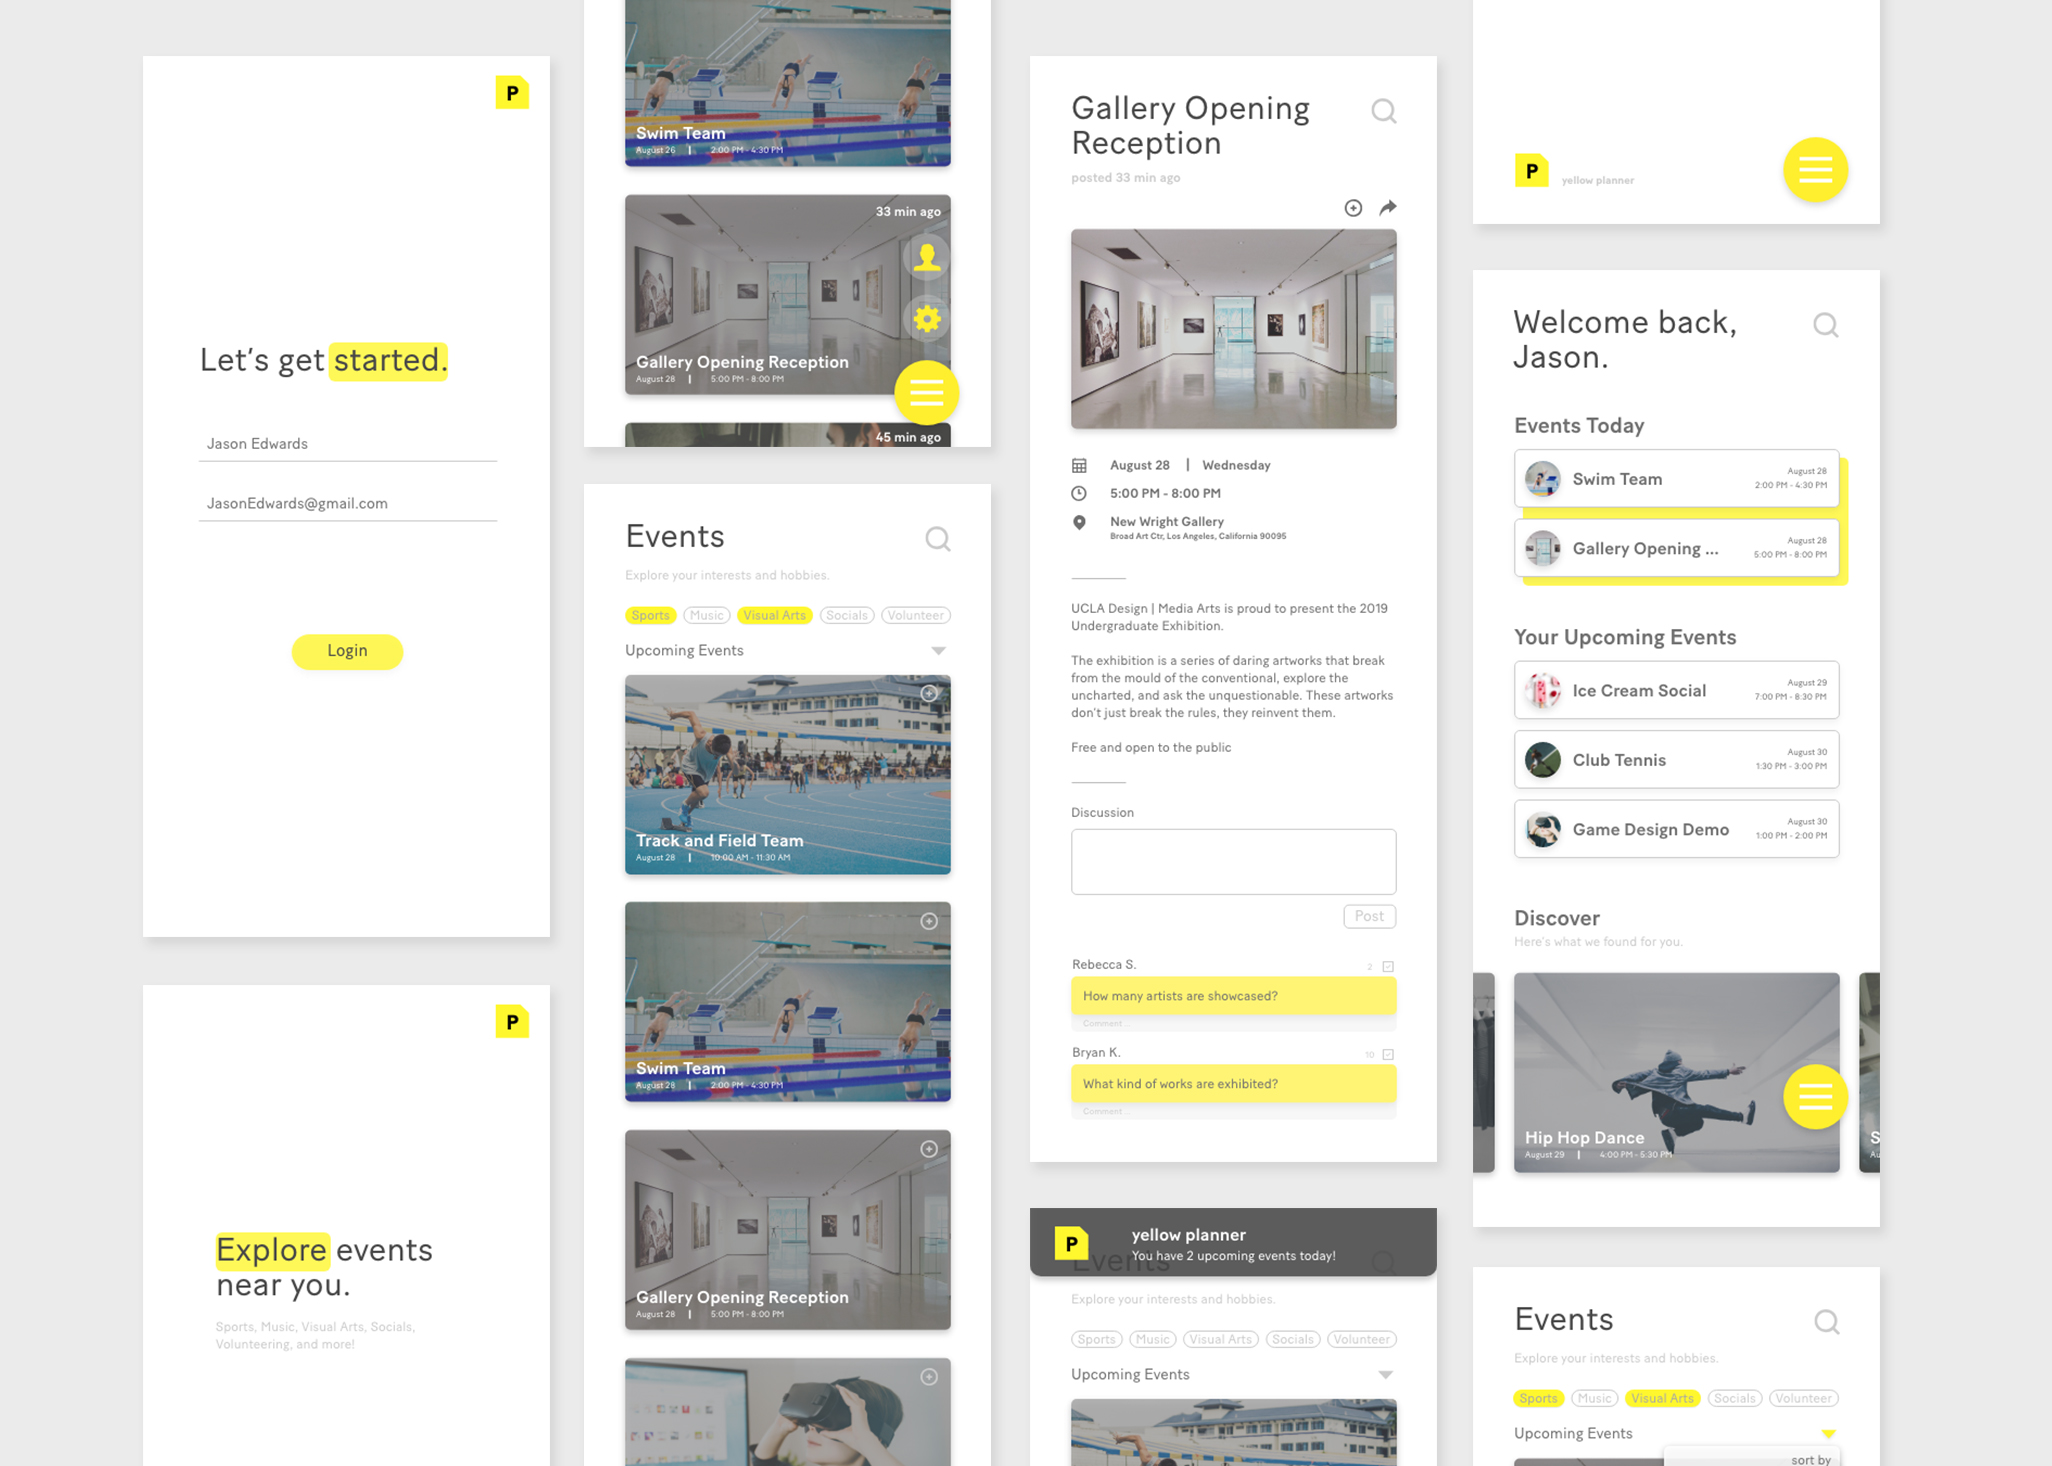 P
Let's get started.
Jason Edwards
JasonEdwards@gmail.com
Login
P
Explore events
near you.
Sports, Music, Visual Arts, Socials,
Volunteering, and more!
Swim Team
August 26 | 2:00 PM - 4:30 PM
33 min ago
Gallery Opening Reception
August 28 | 5:00 PM - 8:00 PM
45 min ago
Events
Explore your interests and hobbies.
Sports Music Visual Arts Socials Volunteer
Upcoming Events
Track and Field Team
August 28 | 10:00 AM - 11:30 AM
Swim Team
August 28 | 2:00 PM - 4:30 PM
Gallery Opening Reception
August 28 | 5:00 PM - 8:00 PM
Gallery Opening
Reception
posted 33 min ago
August 28 | Wednesday
5:00 PM - 8:00 PM
New Wright Gallery
Broad Art Ctr, Los Angeles, California 90095
UCLA Design | Media Arts is proud to present the 2019
Undergraduate Exhibition.
The exhibition is a series of daring artworks that break
from the mould of the conventional, explore the
uncharted, and ask the unquestionable. These artworks
don't just break the rules, they reinvent them.
Free and open to the public
Discussion
Post
Rebecca S. 2
How many artists are showcased?
Comment ...
Bryan K. 10
What kind of works are exhibited?
Comment ...
P
yellow planner
You have 2 upcoming events today!
Events
Explore your interests and hobbies.
Sports Music Visual Arts Socials Volunteer
Upcoming Events
P yellow planner
Welcome back,
Jason.
Events Today
Swim Team
August 28
2:00 PM - 4:30 PM
Gallery Opening ...
August 28
5:00 PM - 8:00 PM
Your Upcoming Events
Ice Cream Social
August 29
7:00 PM - 8:30 PM
Club Tennis
August 30
1:30 PM - 3:00 PM
Game Design Demo
August 30
1:00 PM - 2:00 PM
Discover
Here's what we found for you.
Hip Hop Dance
August 29 | 4:00 PM - 5:30 PM
S
Au
Events
Explore your interests and hobbies.
Sports Music Visual Arts Socials Volunteer
Upcoming Events
sort by